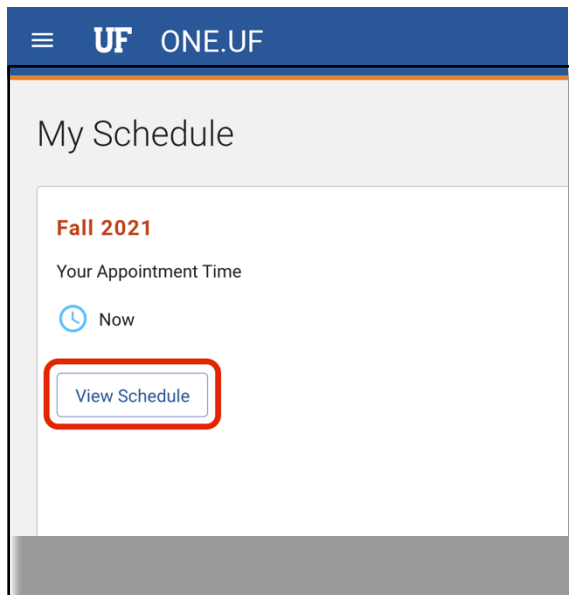 UF ONE.UF
My Schedule
Fall 2021
Your Appointment Time
Now
View Schedule